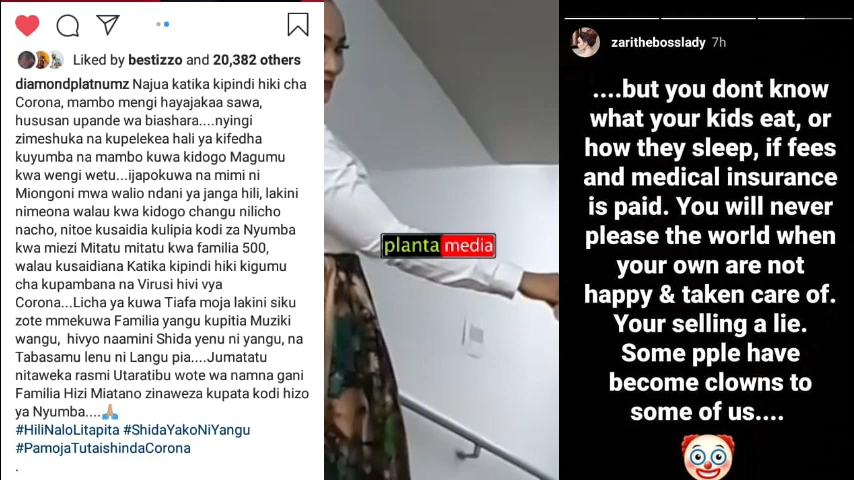 Liked by bestizzo and 20,382 others
diamondplatnumz Najua katika kipindi hiki cha
Corona, mambo mengi hayajakaa sawa,
hususan upande wa biashara....nyingi
zimeshuka na kupelekea hali ya kifedha
kuyumba na mambo kuwa kidogo Magumu
kwa wengi wetu...ijapokuwa na mimi ni
Miongoni mwa walio ndani ya janga hili, lakini
nimeona walau kwa kidogo changu nilicho
nacho, nitoe kusaidia kulipia kodi za Nyumba
kwa miezi Mitatu mitatu kwa familia 500,
walau kusaidiana Katika kipindi hiki kigumu
cha kupambana na Virusi hivi vya
Corona...Licha ya kuwa Tiafa moja lakini siku
zote mmekuwa Familia yangu kupitia Muziki
wangu, hivyo naamini Shida yenu ni yangu, na
Tabasamu lenu ni Langu pia....Jumatatu
nitaweka rasmi Utaratibu wote wa namna gani
Familia Hizi Miatano zinaweza kupata kodi hizo
ya Nyumba....🙏🏼
#HiliNaloLitapita #ShidaYakoNiYangu
#PamojaTutaishindaCorona
.
planta media
zarithebosslady 7h
....but you dont know
what your kids eat, or
how they sleep, if fees
and medical insurance
is paid. You will never
please the world when
your own are not
happy & taken care of.
Your selling a lie.
Some pple have
become clowns to
some of us....
🤡